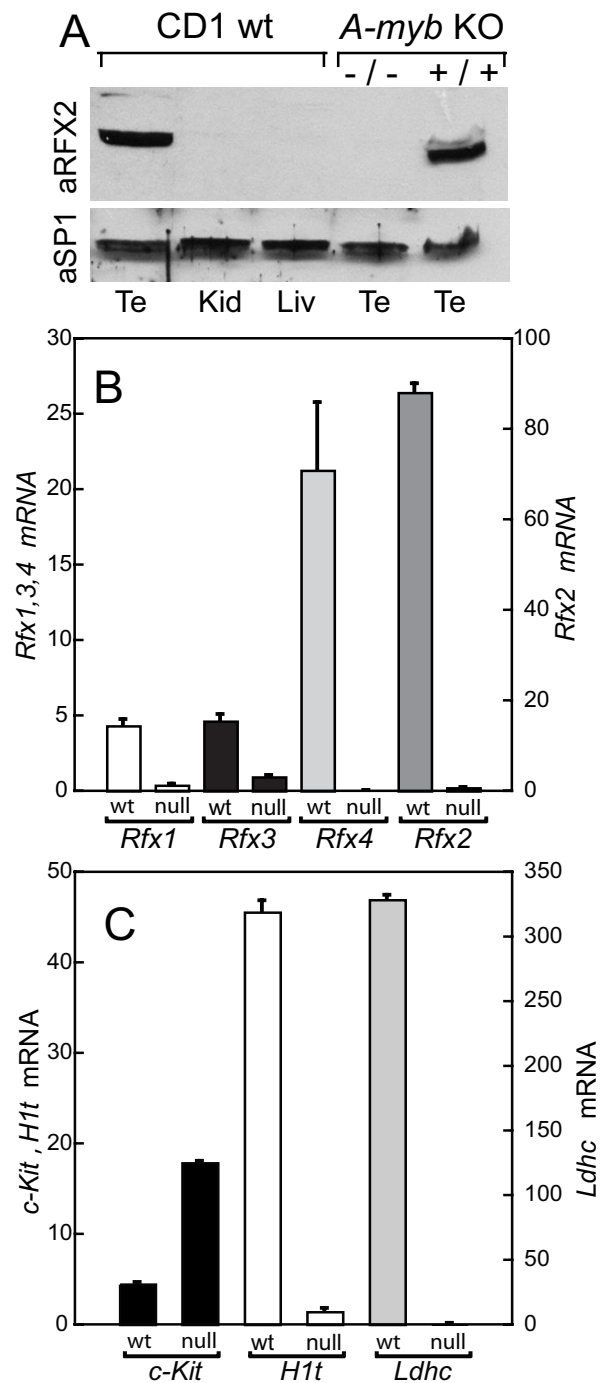 A
CD1 wt
A-myb KO
- / -
+ / +
aRFX2
aSP1
Te Kid Liv Te Te
B
30
25
20
15
10
5
0
Rfx1,3,4 mRNA
100
80
60
40
20
0
Rfx2 mRNA
wt null wt null wt null wt null
Rfx1 Rfx3 Rfx4 Rfx2
C
50
40
30
20
10
0
c-Kit , H1t mRNA
350
300
250
200
150
100
50
0
Ldhc mRNA
wt null wt null wt null
c-Kit H1t Ldhc